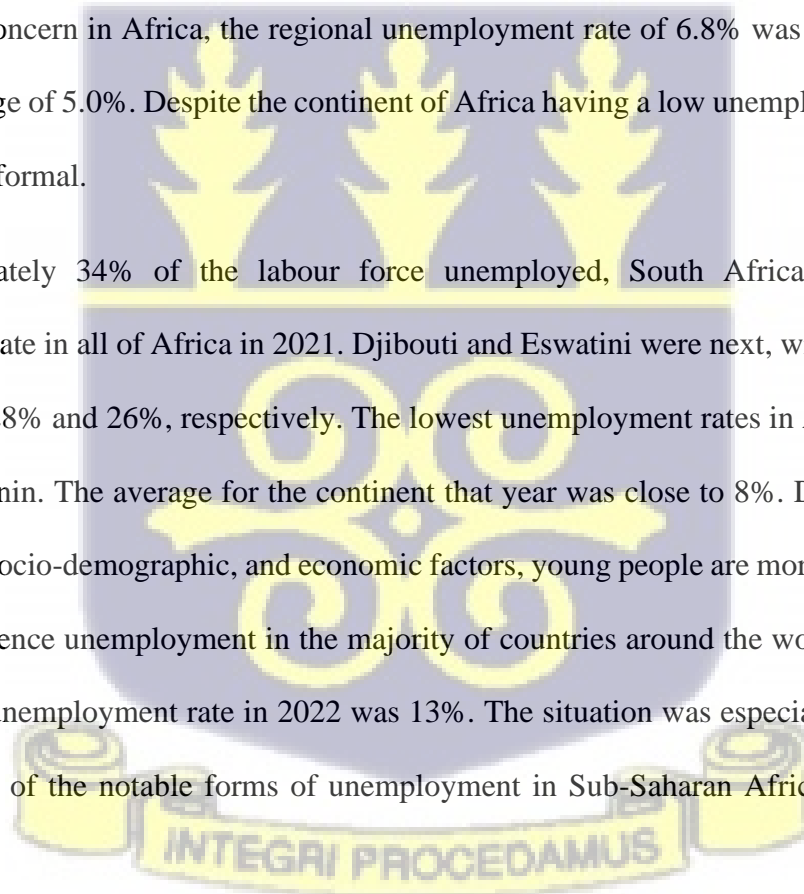 oncern in Africa, the regional unemployment rate of 6.8% was
ge of 5.0%. Despite the continent of Africa having a low unempl
formal.
ately 34% of the labour force unemployed, South Africa
ate in all of Africa in 2021. Djibouti and Eswatini were next, w
8% and 26%, respectively. The lowest unemployment rates in
nin. The average for the continent that year was close to 8%. D
ocio-demographic, and economic factors, young people are mor
ence unemployment in the majority of countries around the wo
unemployment rate in 2022 was 13%. The situation was especia
of the notable forms of unemployment in Sub-Saharan Afric
INTEGRI PROCEDAMUS